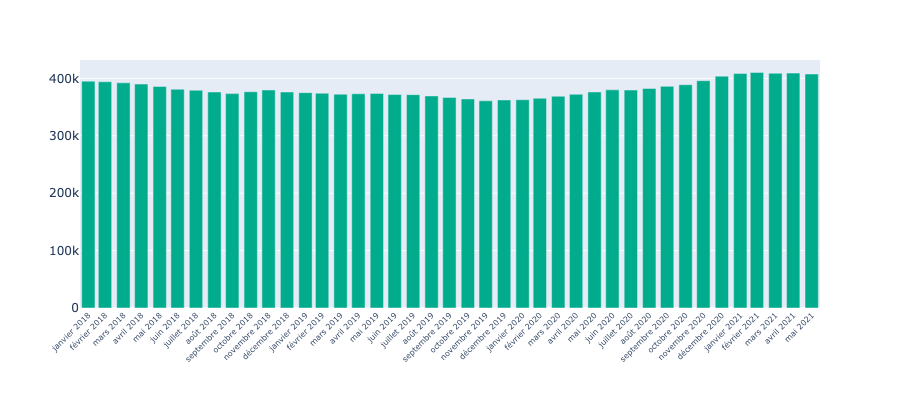 400k
300k
200k
100k
0
janvier 2018
février 2018
mars 2018
avril 2018
mai 2018
juin 2018
juillet 2018
août 2018
septembre 2018
octobre 2018
novembre 2018
décembre 2018
janvier 2019
février 2019
mars 2019
avril 2019
mai 2019
juin 2019
juillet 2019
août 2019
septembre 2019
octobre 2019
novembre 2019
décembre 2019
janvier 2020
février 2020
mars 2020
avril 2020
mai 2020
juin 2020
juillet 2020
août 2020
septembre 2020
octobre 2020
novembre 2020
décembre 2020
janvier 2021
février 2021
mars 2021
avril 2021
mai 2021